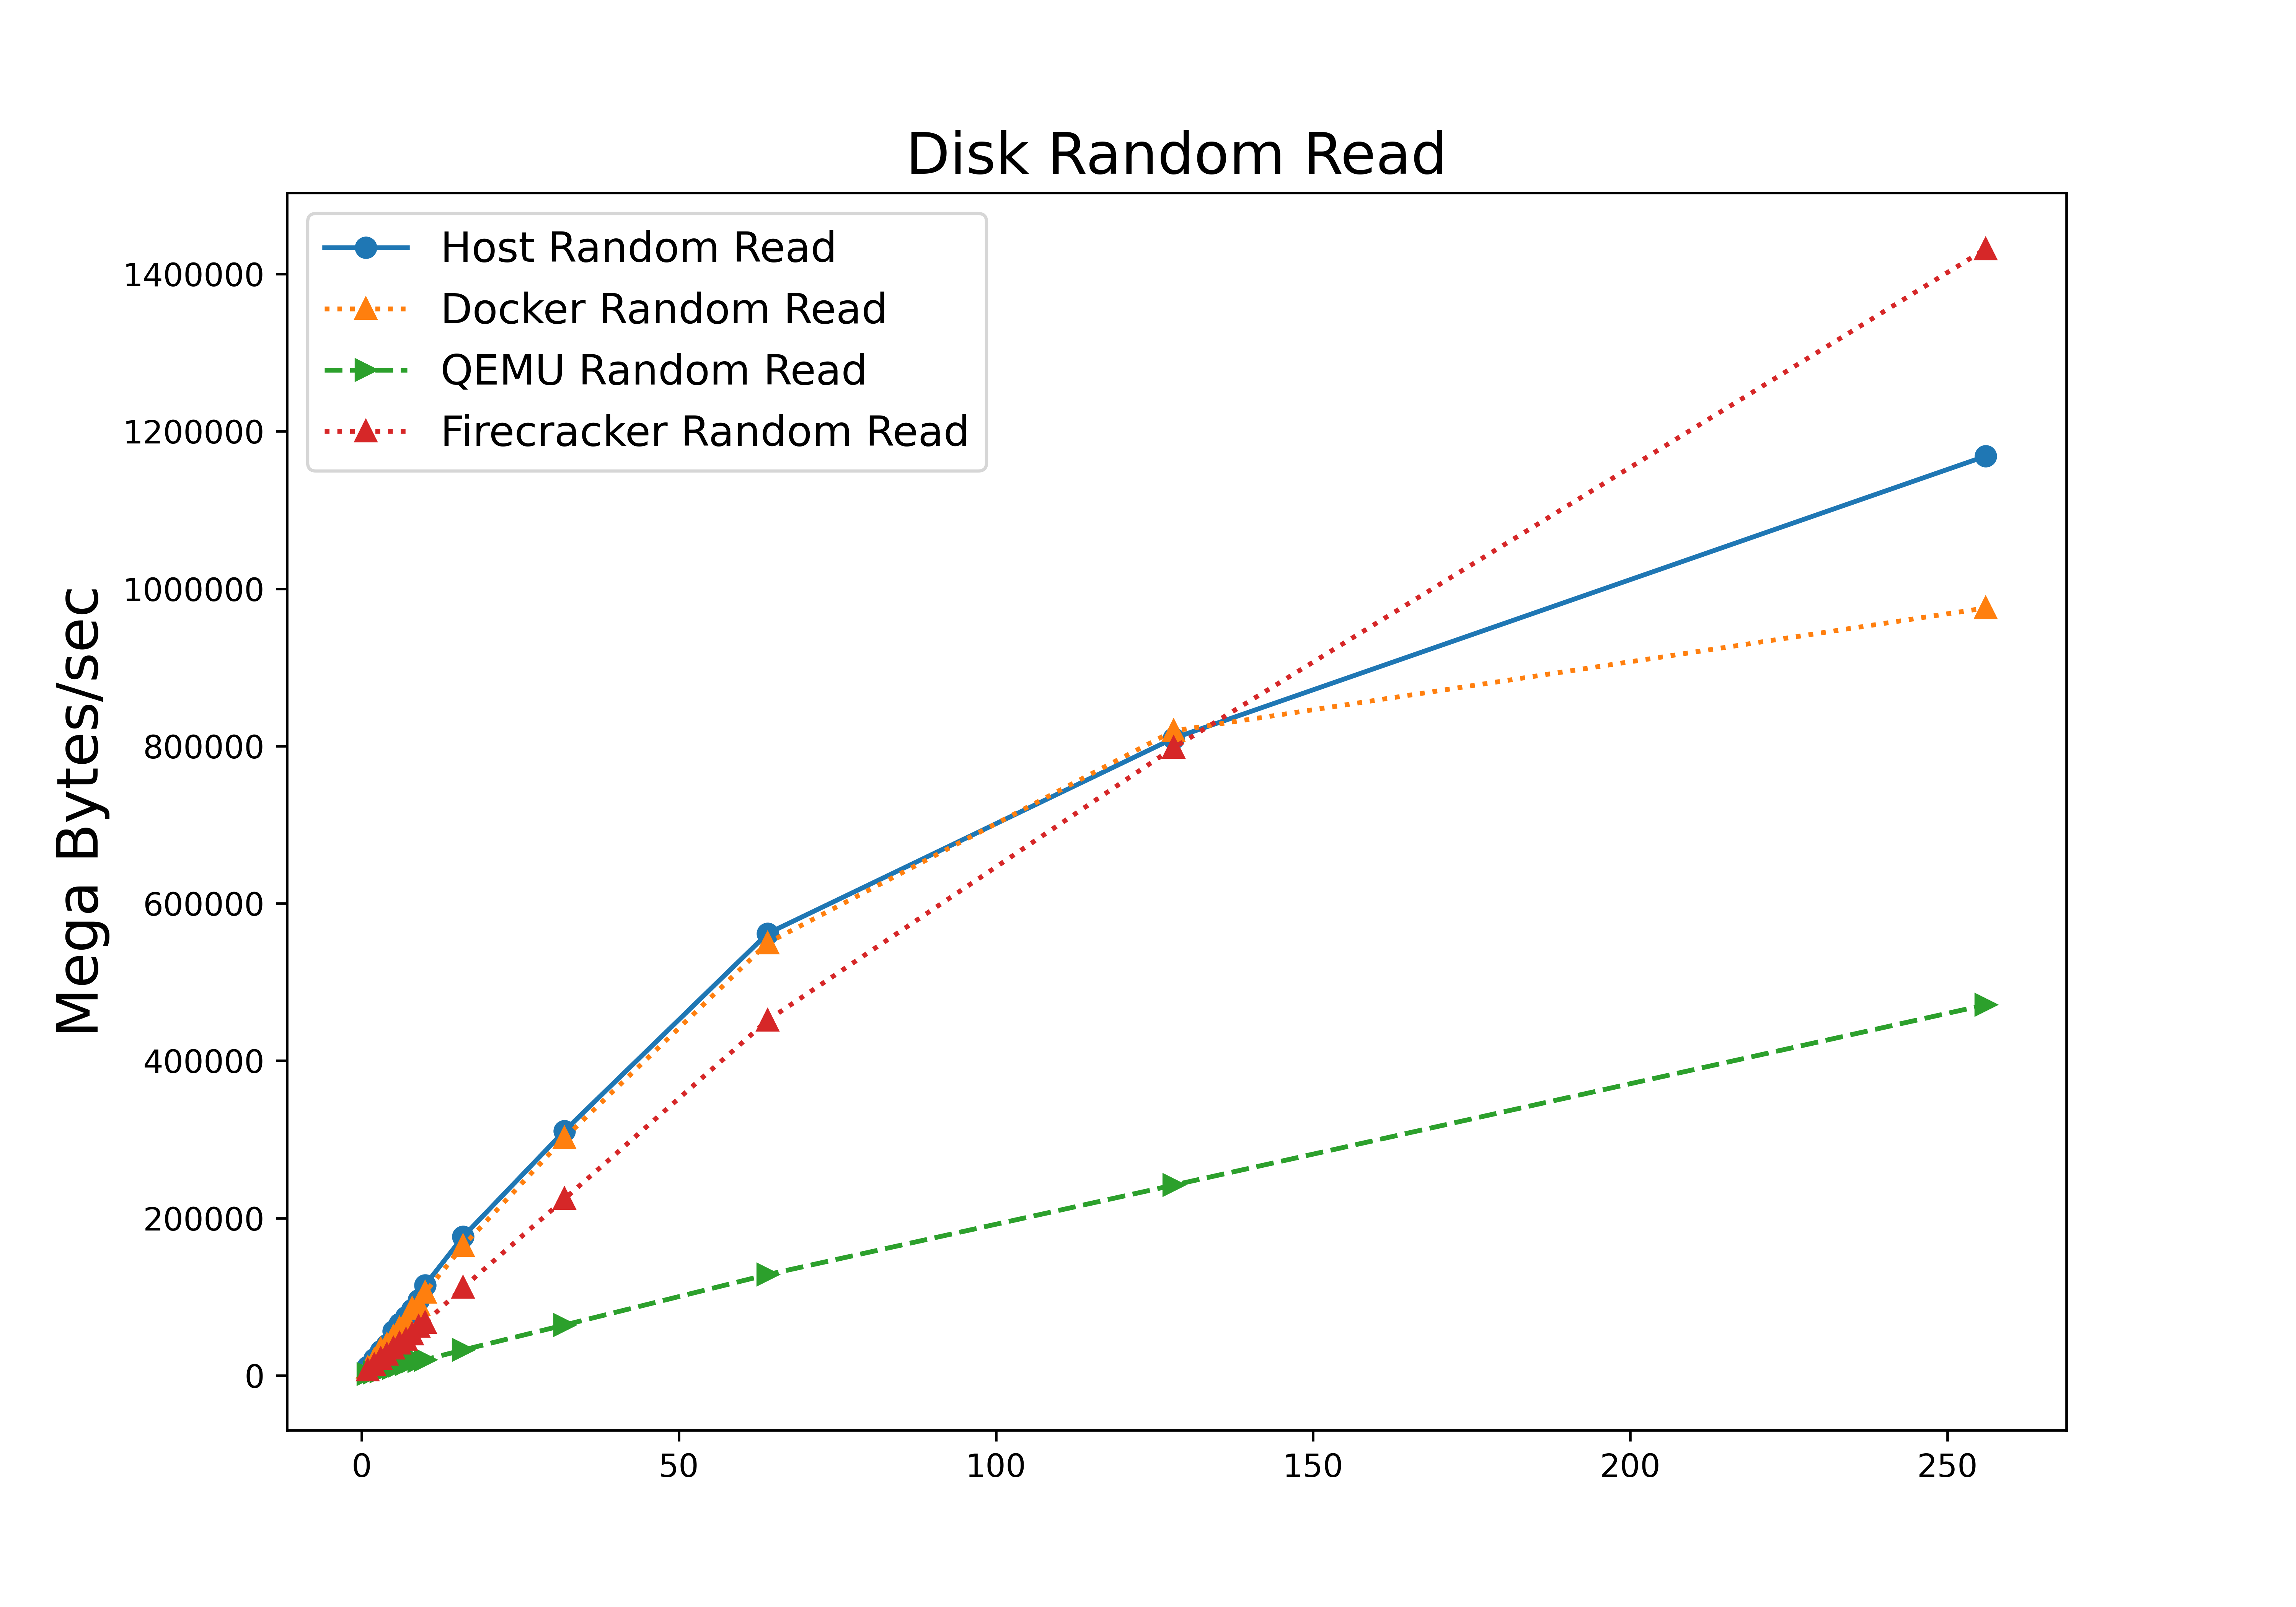 Disk Random Read
Host Random Read
Docker Random Read
QEMU Random Read
Firecracker Random Read
Mega Bytes/sec
1400000
1200000
1000000
800000
600000
400000
200000
0
0 50 100 150 200 250